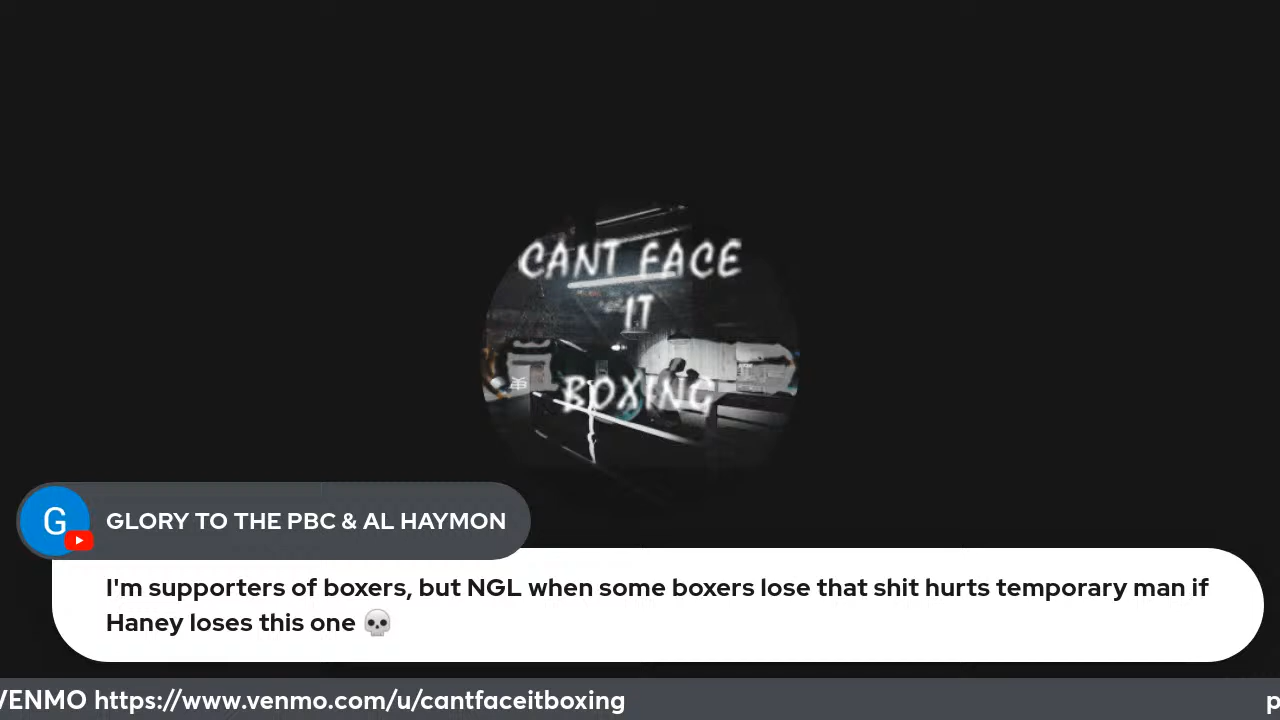 CANT FACE
IT
BOXING
G
GLORY TO THE PBC & AL HAYMON
I'm supporters of boxers, but NGL when some boxers lose that shit hurts temporary man if
Haney loses this one 💀
VENMO https://www.venmo.com/u/cantfaceitboxing
p